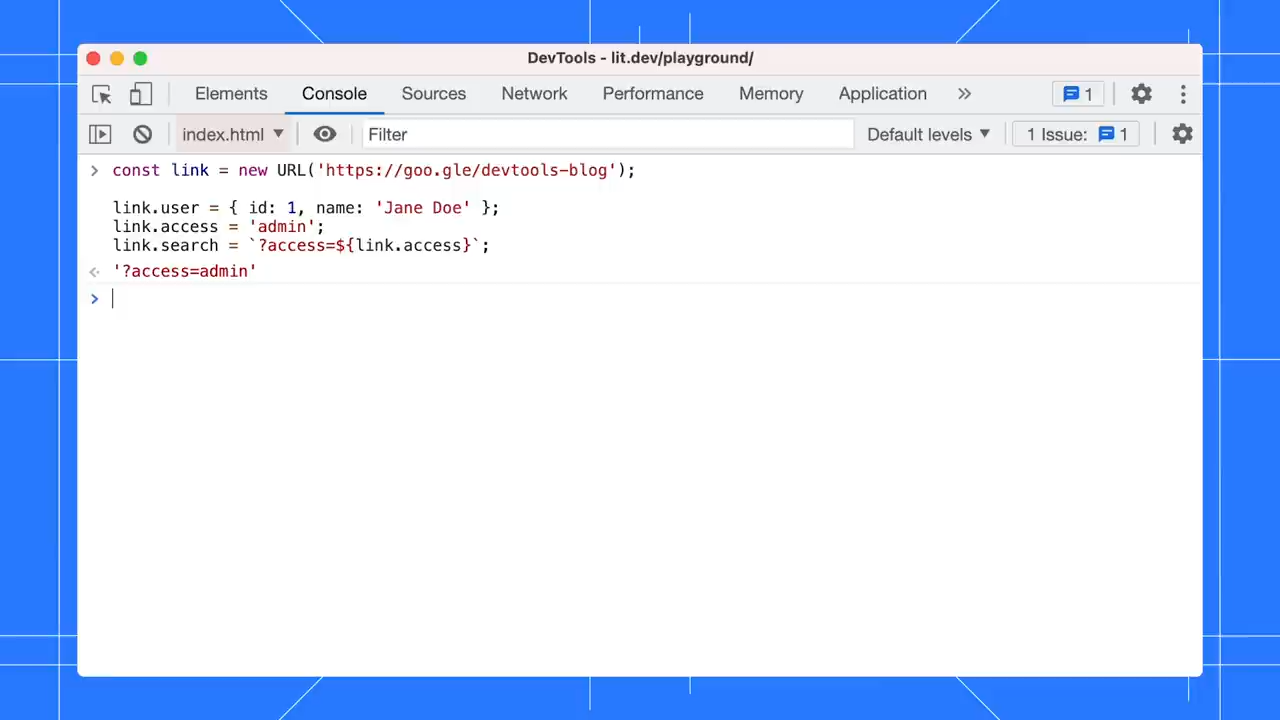 DevTools - lit.dev/playground/
Elements Console Sources Network Performance Memory Application » 1
index.html ▼ Filter Default levels ▼ 1 Issue: 1
> const link = new URL('https://goo.gle/devtools-blog');
link.user = { id: 1, name: 'Jane Doe' };
link.access = 'admin';
link.search = `?access=${link.access}`;
'?access=admin'
>